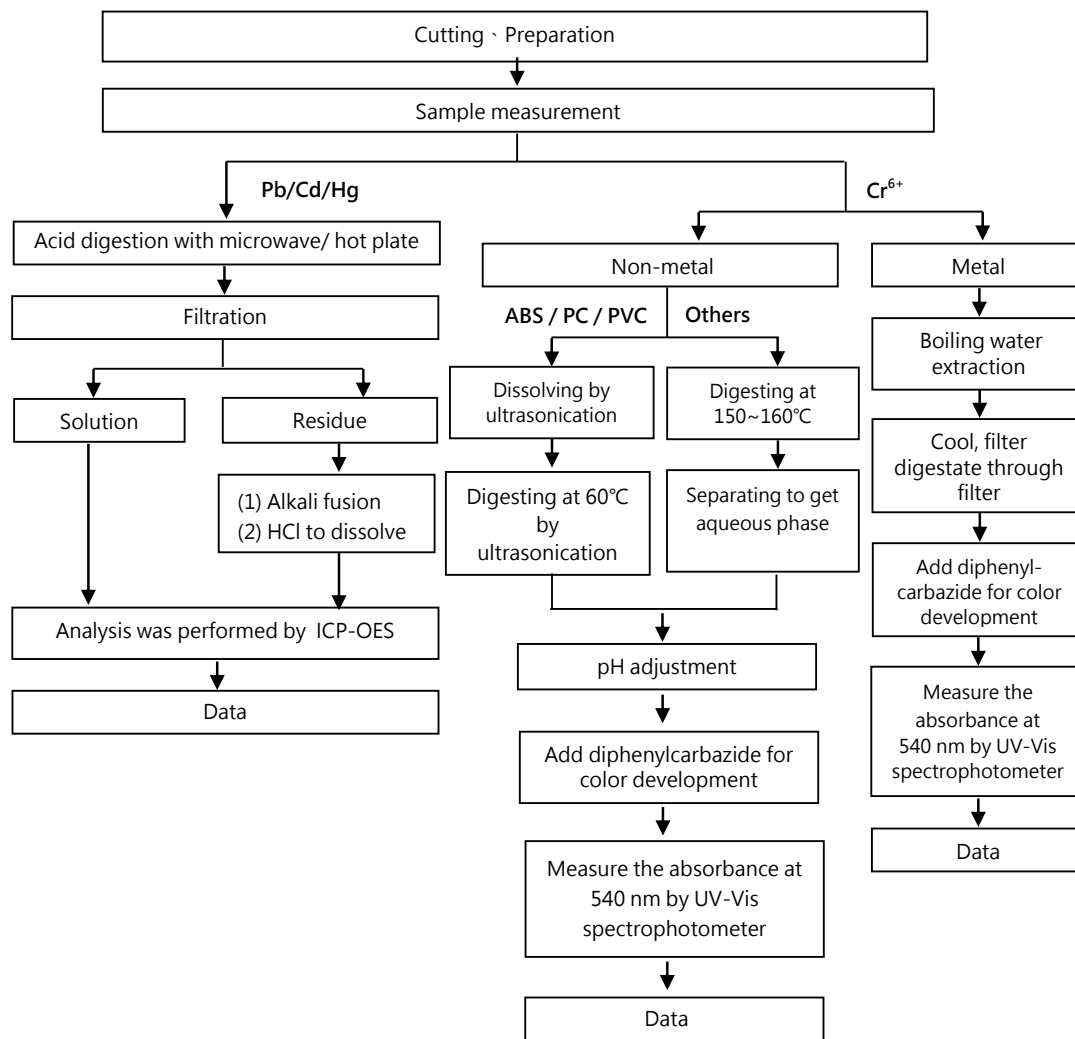 Cutting、Preparation
Sample measurement
Pb/Cd/Hg
Cr⁶⁺
Acid digestion with microwave/ hot plate
Filtration
Solution
Residue
(1) Alkali fusion
(2) HCl to dissolve
Analysis was performed by ICP-OES
Data
Non-metal
ABS / PC / PVC
Others
Dissolving by
ultrasonication
Digesting at 60℃
by
ultrasonication
Digesting at
150~160℃
Separating to get
aqueous phase
pH adjustment
Add diphenylcarbazide for
color development
Measure the absorbance at
540 nm by UV-Vis
spectrophotometer
Data
Metal
Boiling water
extraction
Cool, filter
digestate through
filter
Add diphenyl-
carbazide for color
development
Measure the
absorbance at
540 nm by UV-Vis
spectrophotometer
Data